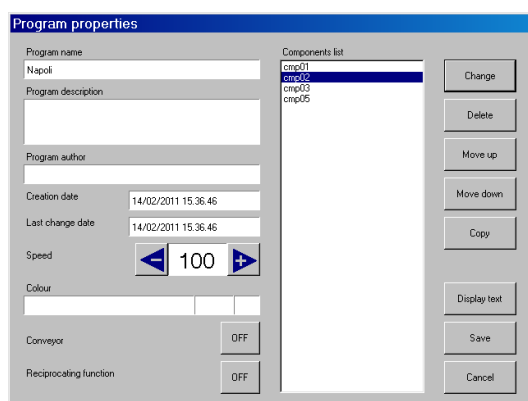 Program properties
Program name
Napoli
Program description
Program author
Creation date
14/02/2011 15.36.46
Last change date
14/02/2011 15.36.46
Speed
- 100 +
Colour
Conveyor
OFF
Reciprocating function
OFF
Components list
cmp01
cmp02
cmp03
cmp05
Change
Delete
Move up
Move down
Copy
Display text
Save
Cancel